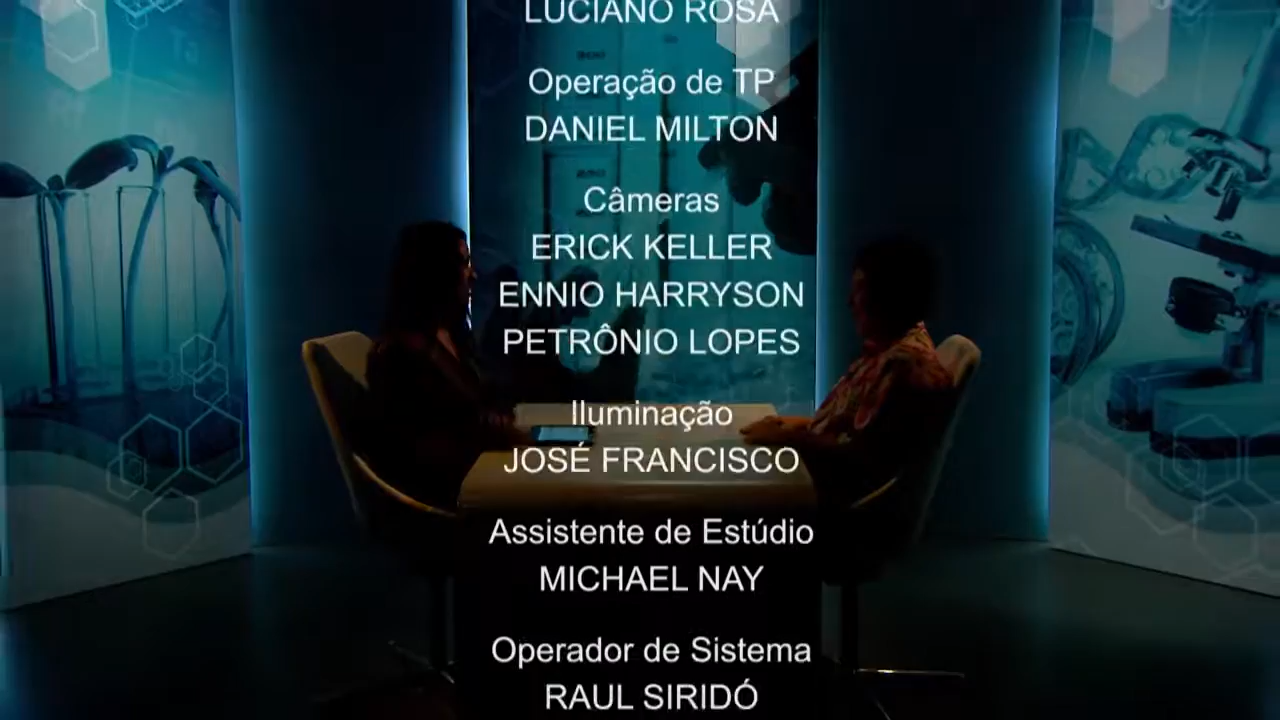 LUCIANO ROSA
Operação de TP
DANIEL MILTON
Câmeras
ERICK KELLER
ENNIO HARRYSON
PETRÔNIO LOPES
Iluminação
JOSÉ FRANCISCO
Assistente de Estúdio
MICHAEL NAY
Operador de Sistema
RAUL SIRIDÓ